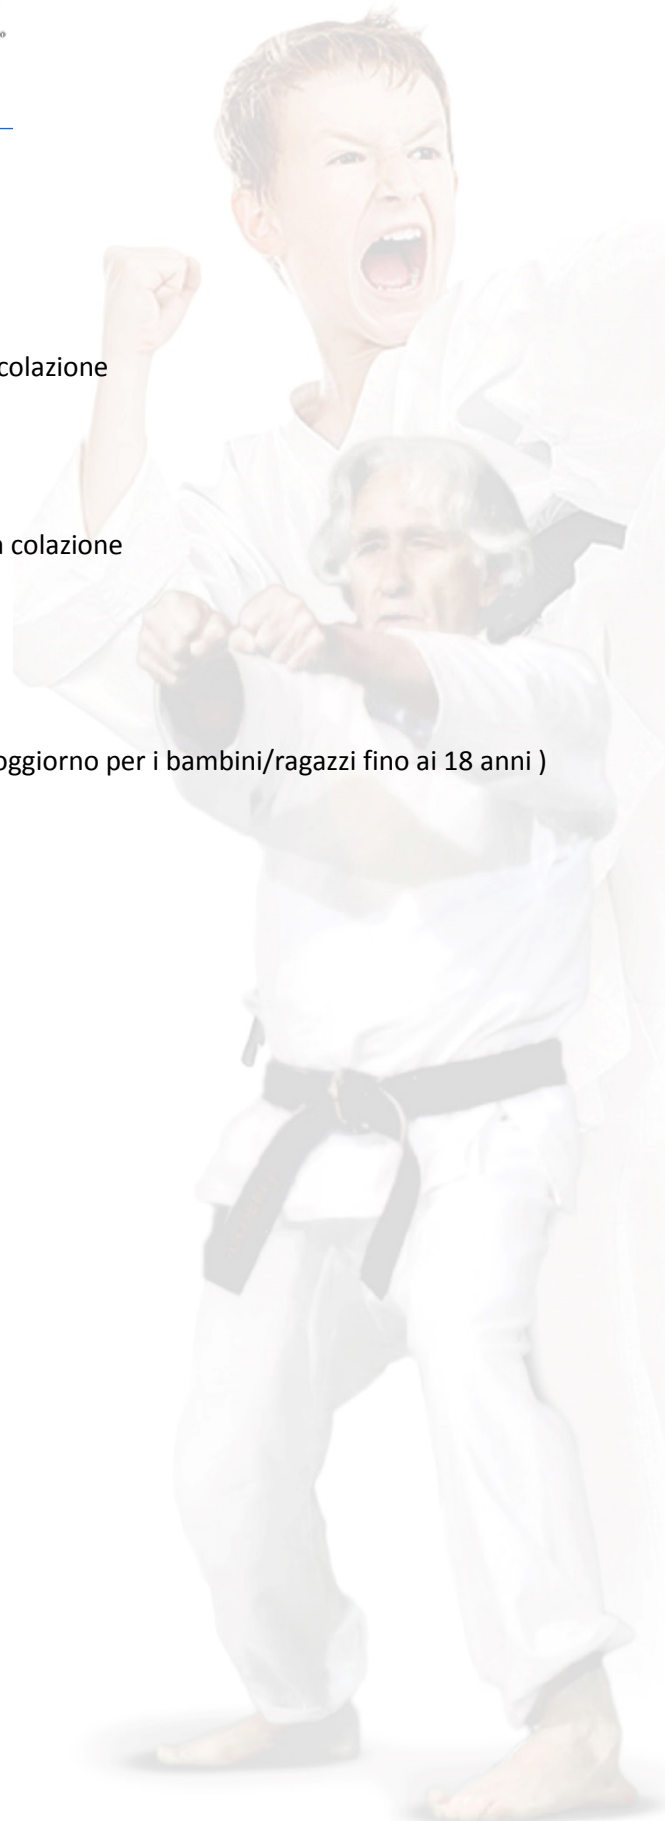 colazione
colazione
oggiorno per i bambini/ragazzi fino ai 18 anni )